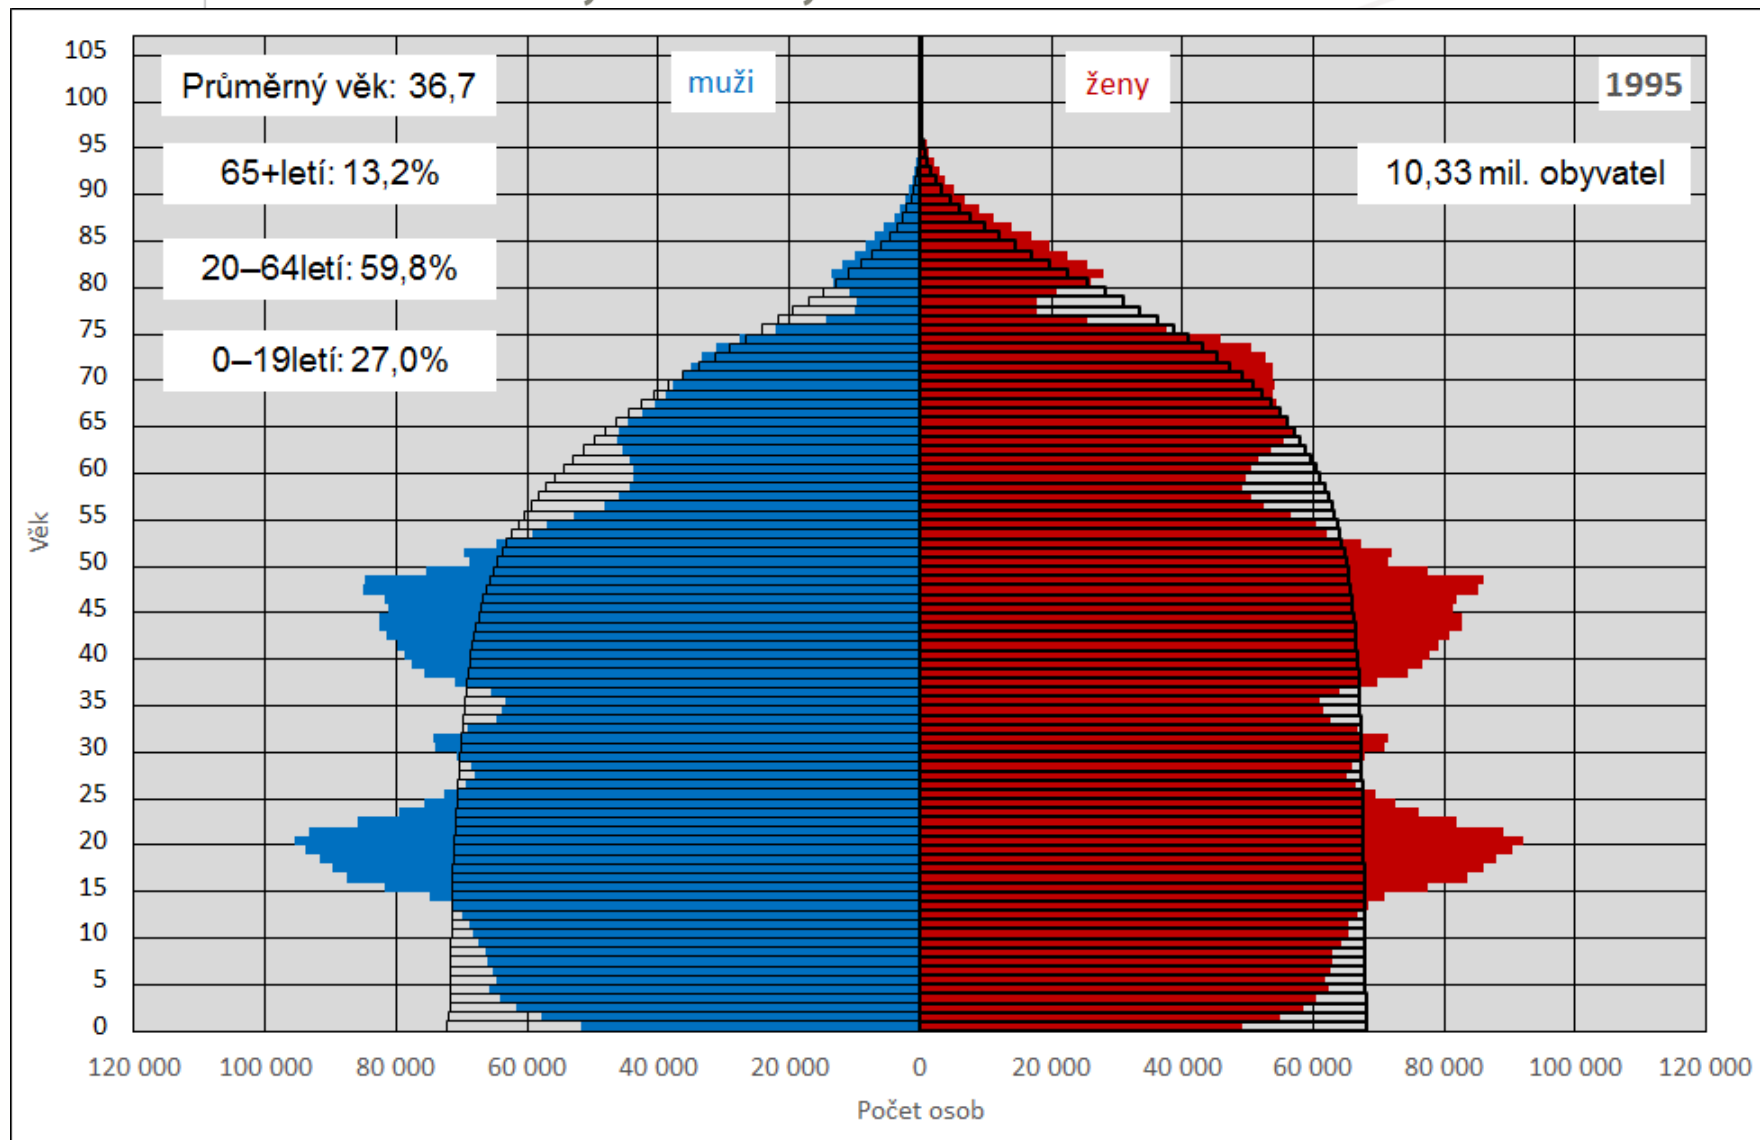 105
100
95
90
85
80
75
70
65
60
55
50
45
40
35
30
25
20
15
10
5
0
Věk
Průměrný věk: 36,7
muži
ženy
1995
65+letí: 13,2%
10,33 mil. obyvatel
20–64letí: 59,8%
0–19letí: 27,0%
120 000 100 000 80 000 60 000 40 000 20 000 0 20 000 40 000 60 000 80 000 100 000 120 000
Počet osob